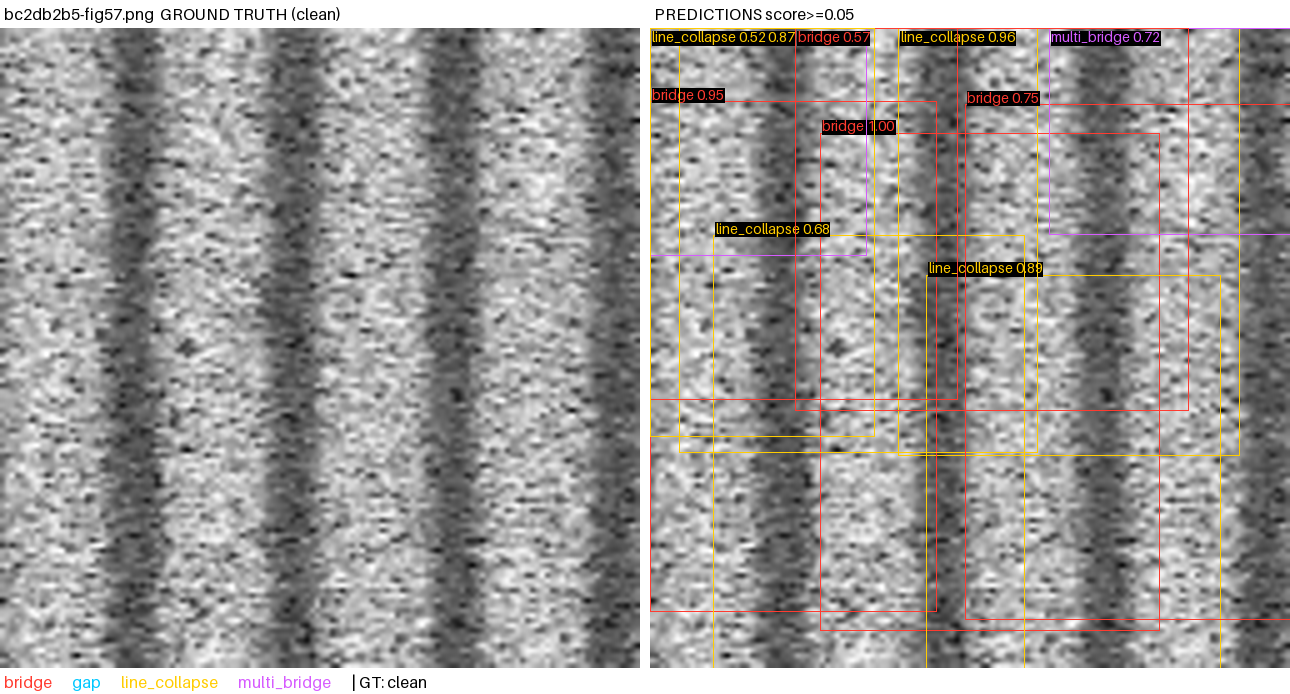 bc2db2b5-fig57.png GROUND TRUTH (clean)
PREDICTIONS score>=0.05
line_collapse 0.52 0.87 bridge 0.57 line_collapse 0.96 multi_bridge 0.72
bridge 0.95
bridge 0.75
bridge 1.00
line_collapse 0.68
line_collapse 0.89
bridge gap line_collapse multi_bridge | GT: clean